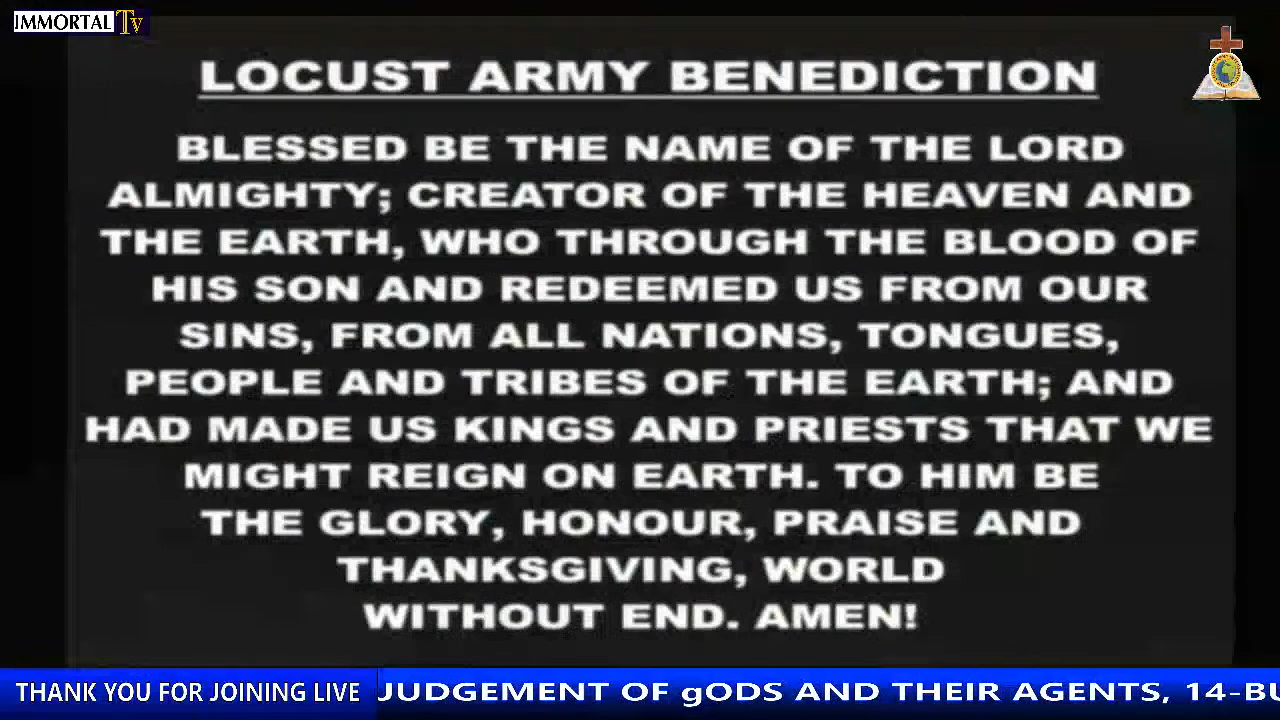 IMMORTAL TV
LOCUST ARMY BENEDICTION
BLESSED BE THE NAME OF THE LORD
ALMIGHTY; CREATOR OF THE HEAVEN AND
THE EARTH, WHO THROUGH THE BLOOD OF
HIS SON AND REDEEMED US FROM OUR
SINS, FROM ALL NATIONS, TONGUES,
PEOPLE AND TRIBES OF THE EARTH; AND
HAD MADE US KINGS AND PRIESTS THAT WE
MIGHT REIGN ON EARTH. TO HIM BE
THE GLORY, HONOUR, PRAISE AND
THANKSGIVING, WORLD
WITHOUT END. AMEN!
THANK YOU FOR JOINING LIVE
JUDGEMENT OF gODS AND THEIR AGENTS, 14-BU